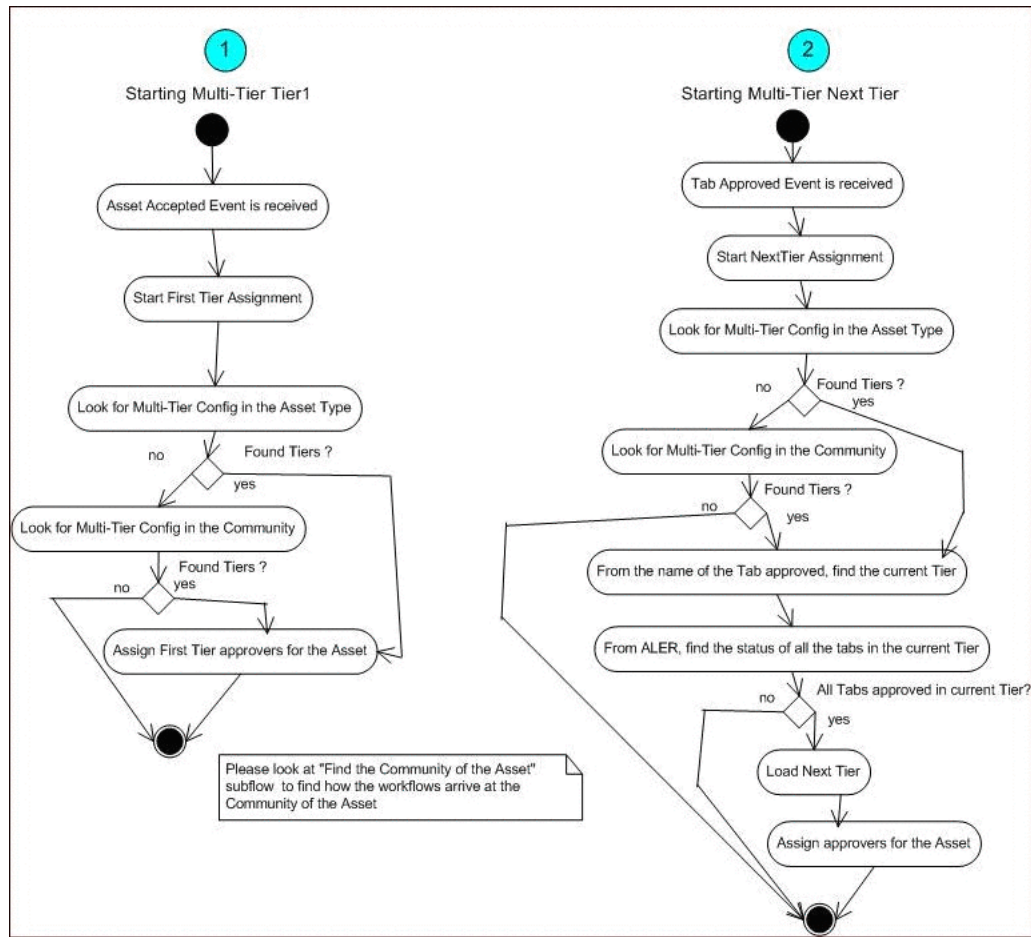 1
Starting Multi-Tier Tier1
Asset Accepted Event is received
Start First Tier Assignment
Look for Multi-Tier Config in the Asset Type
Found Tiers ?
no
yes
Look for Multi-Tier Config in the Community
Found Tiers ?
no
yes
Assign First Tier approvers for the Asset
Please look at "Find the Community of the Asset"
subflow to find how the workflows arrive at the
Community of the Asset
2
Starting Multi-Tier Next Tier
Tab Approved Event is received
Start NextTier Assignment
Look for Multi-Tier Config in the Asset Type
no
Found Tiers ?
yes
Look for Multi-Tier Config in the Community
Found Tiers ?
no
yes
From the name of the Tab approved, find the current Tier
From ALER, find the status of all the tabs in the current Tier
All Tabs approved in current Tier?
no
yes
Load Next Tier
Assign approvers for the Asset